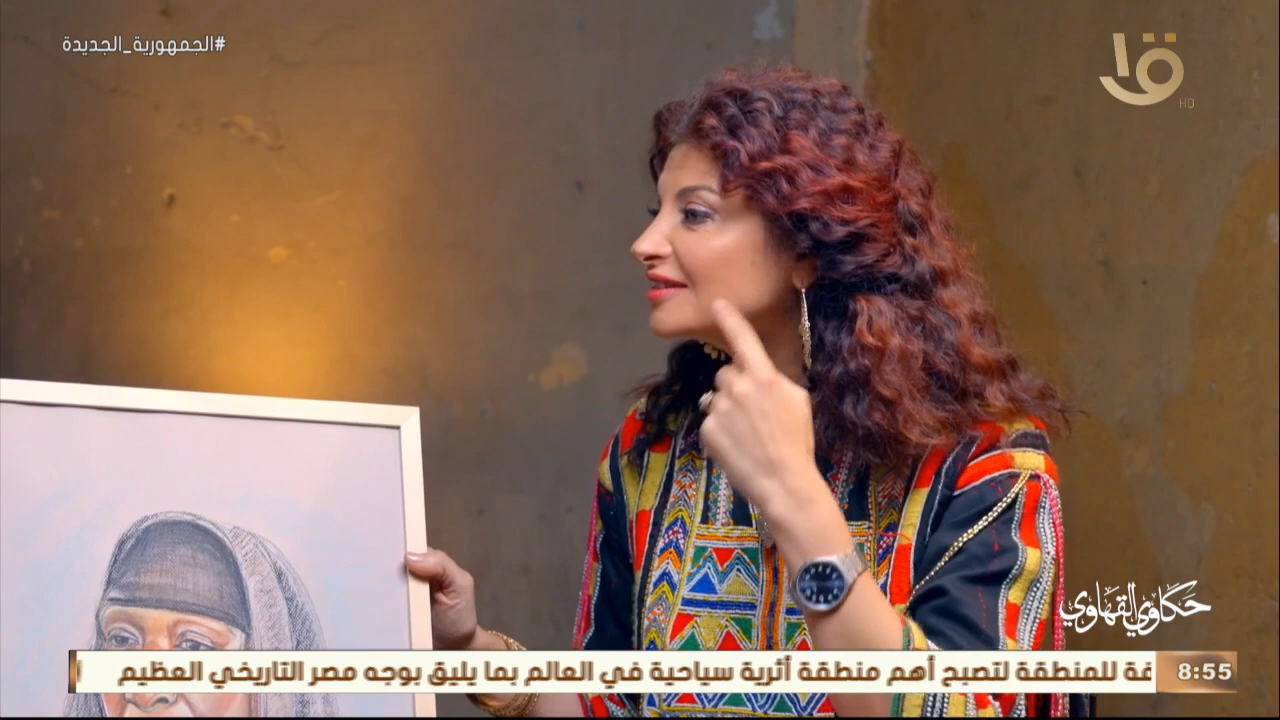 #الجمهورية_الجديدة
HD
حكاوي القهاوي
فة للمنطقة لتصبح أهم منطقة أثرية سياحية في العالم بما يليق بوجه مصر التاريخي العظيم
8:55